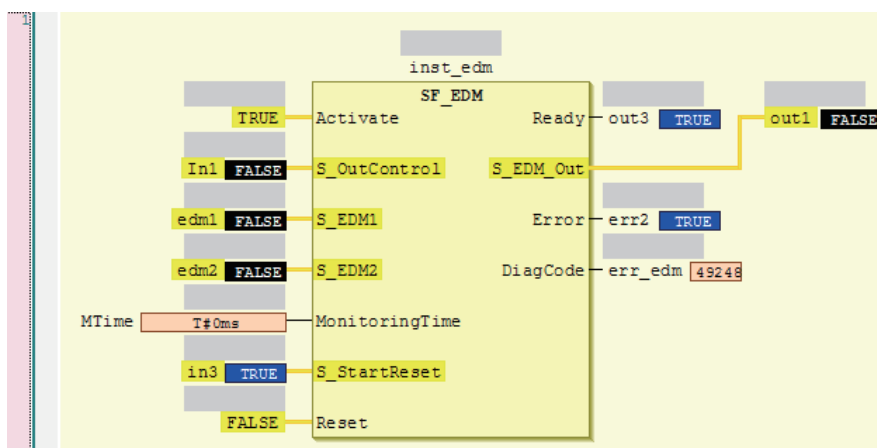 1
inst_edm
SF_EDM
TRUE Activate Ready out3 TRUE out1 FALSE
In1 FALSE S_OutControl S_EDM_Out
edm1 FALSE S_EDM1 Error err2 TRUE
edm2 FALSE S_EDM2 DiagCode err_edm 49248
MTime T#0ms MonitoringTime
in3 TRUE S_StartReset
FALSE Reset